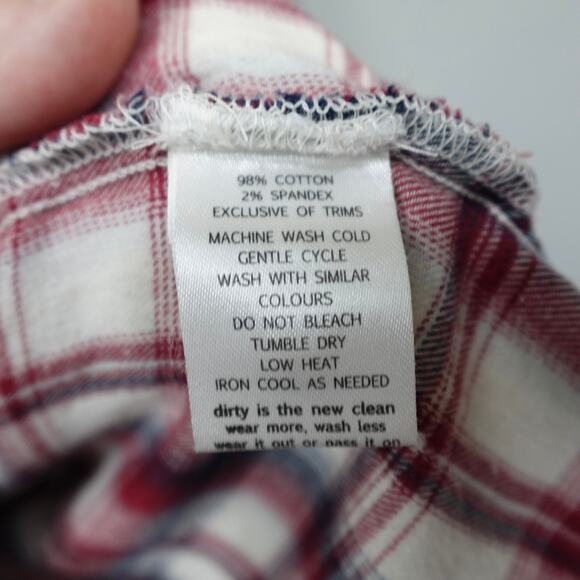 98% COTTON
2% SPANDEX
EXCLUSIVE OF TRIMS
MACHINE WASH COLD
GENTLE CYCLE
WASH WITH SIMILAR
COLOURS
DO NOT BLEACH
TUMBLE DRY
LOW HEAT
IRON COOL AS NEEDED
dirty is the new clean
wear more, wash less
wear it out or pass it on